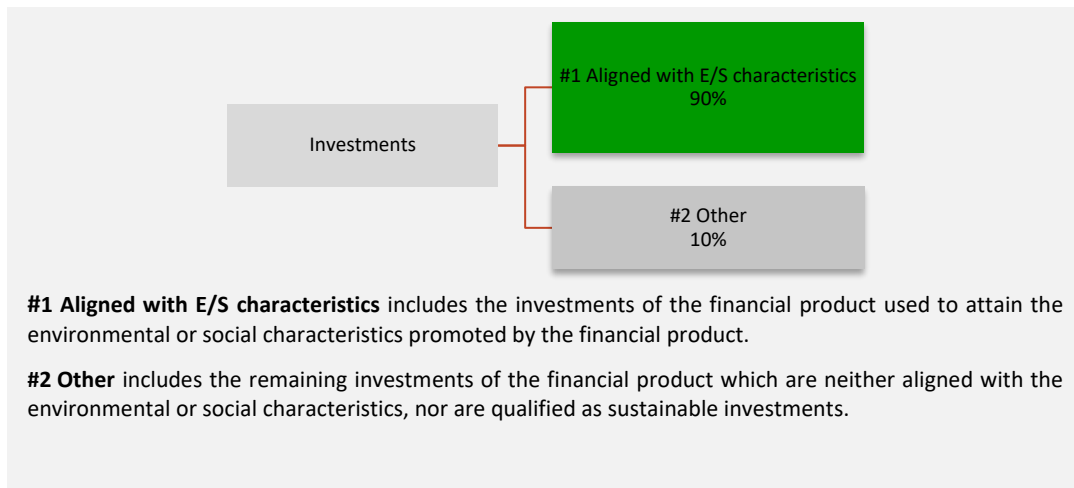 #1 Aligned with E/S characteristics
90%
Investments
#2 Other
10%
#1 Aligned with E/S characteristics includes the investments of the financial product used to attain the
environmental or social characteristics promoted by the financial product.
#2 Other includes the remaining investments of the financial product which are neither aligned with the
environmental or social characteristics, nor are qualified as sustainable investments.